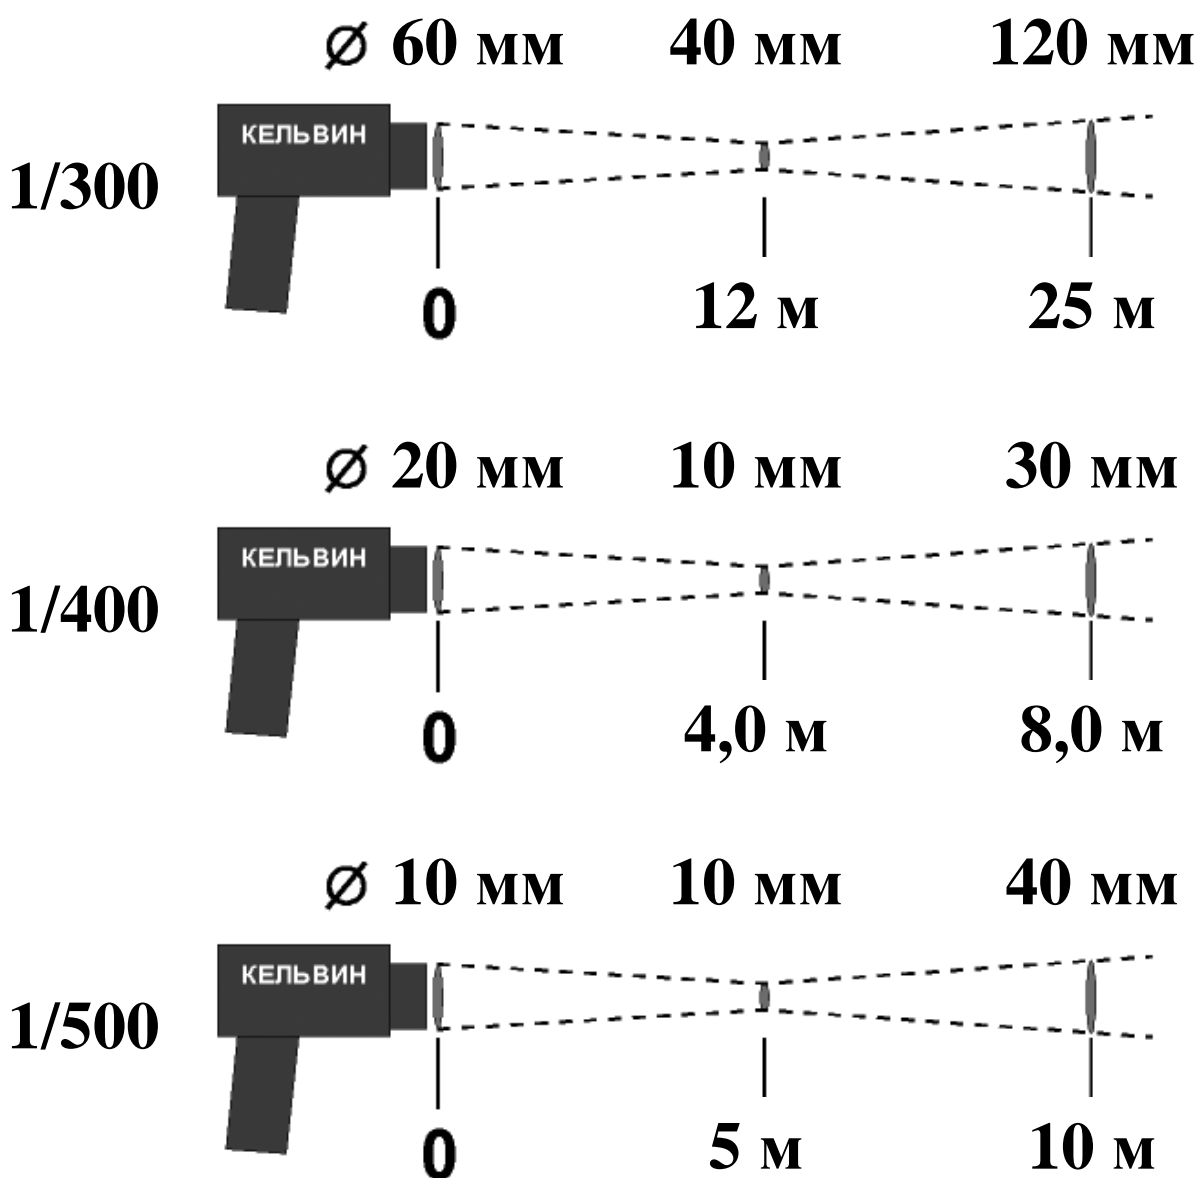 ⌀ 60 мм 40 мм 120 мм
КЕЛЬВИН
1/300
0 12 м 25 м
⌀ 20 мм 10 мм 30 мм
КЕЛЬВИН
1/400
0 4,0 м 8,0 м
⌀ 10 мм 10 мм 40 мм
КЕЛЬВИН
1/500
0 5 м 10 м